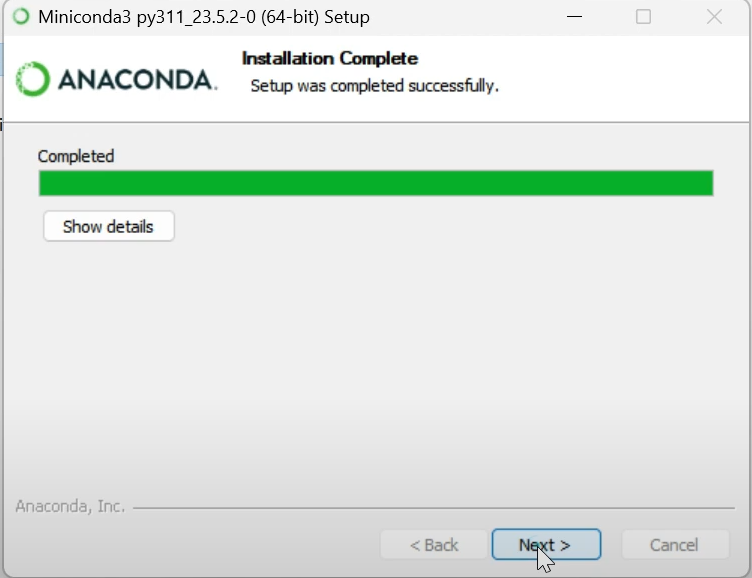 Miniconda3 py311_23.5.2-0 (64-bit) Setup
Installation Complete
ANACONDA.
Setup was completed successfully.
Completed
Show details
Anaconda, Inc.
< Back
Next >
Cancel